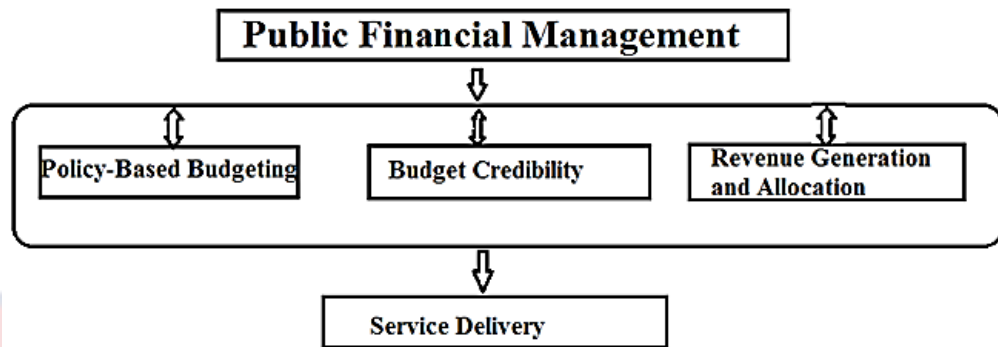 Public Financial Management
Policy-Based Budgeting
Budget Credibility
Revenue Generation
and Allocation
Service Delivery